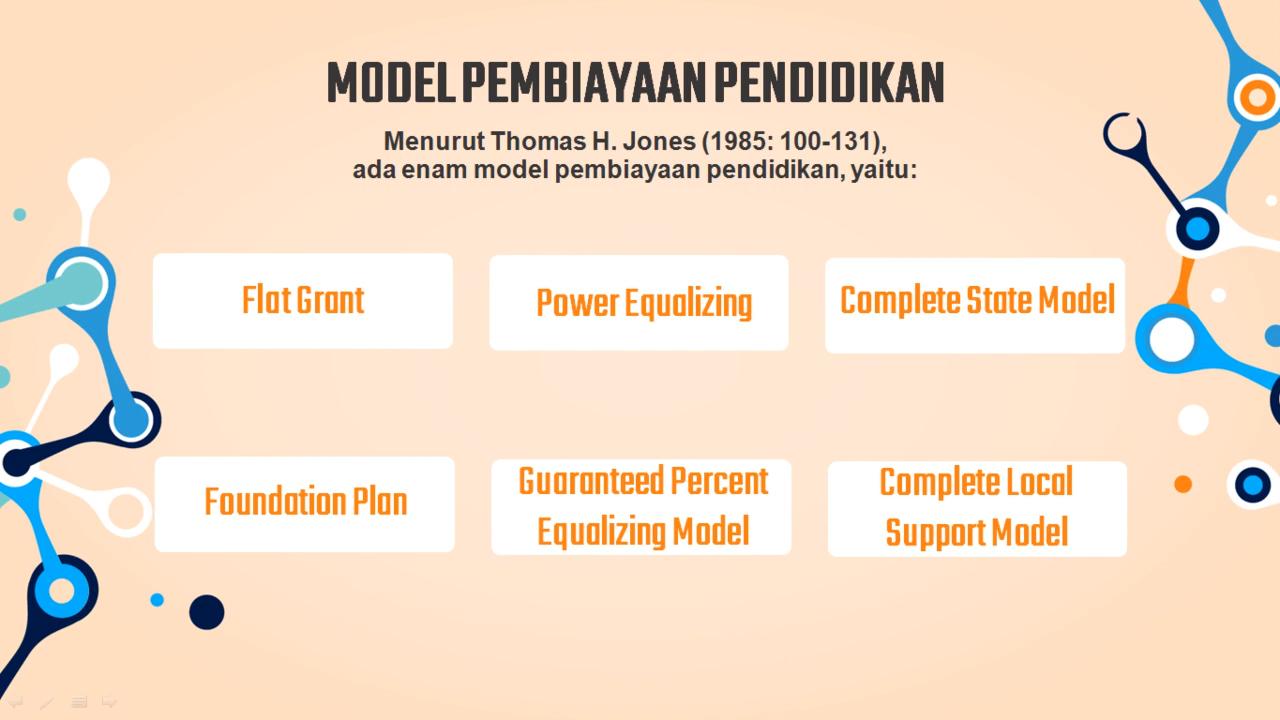 MODEL PEMBIAYAAN PENDIDIKAN
Menurut Thomas H. Jones (1985: 100-131),
ada enam model pembiayaan pendidikan, yaitu:
Flat Grant
Power Equalizing
Complete State Model
Foundation Plan
Guaranteed Percent
Equalizing Model
Complete Local
Support Model